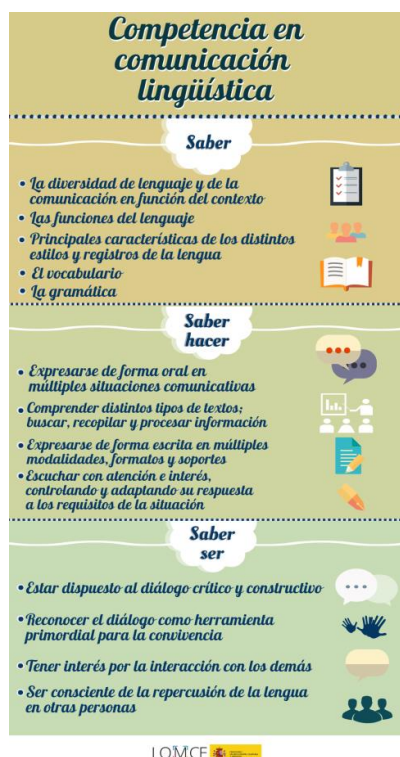 Competencia en
comunicación
lingüística
Saber
• La diversidad de lenguaje y de la
comunicación en función del contexto
• Las funciones del lenguaje
• Principales características de los distintos
estilos y registros de la lengua
• El vocabulario
• La gramática
Saber
hacer
• Expresarse de forma oral en
múltiples situaciones comunicativas
• Comprender distintos tipos de textos;
buscar, recopilar y procesar información
• Expresarse de forma escrita en múltiples
modalidades, formatos y soportes
• Escuchar con atención e interés,
controlando y adaptando su respuesta
a los requisitos de la situación
Saber
ser
• Estar dispuesto al diálogo crítico y constructivo
• Reconocer el diálogo como herramienta
primordial para la convivencia
• Tener interés por la interacción con los demás
• Ser consciente de la repercusión de la lengua
en otras personas
LOMCE